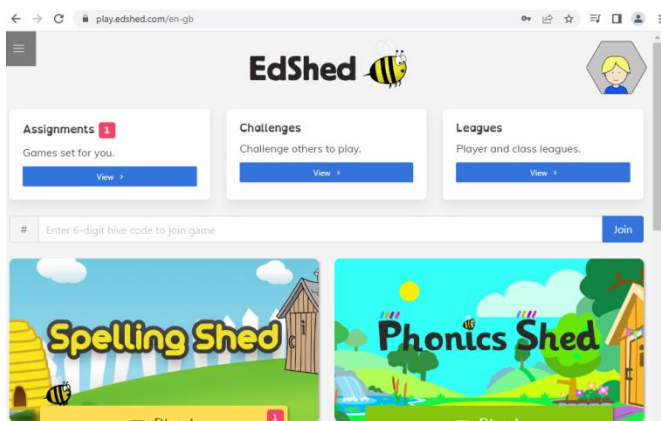 play.edshed.com/en-gb
EdShed
Assignments 1
Games set for you.
View >
Challenges
Challenge others to play.
View >
Leagues
Player and class leagues.
View >
# Enter 6-digit hive code to join game Join
Spelling Shed
1
Phonics Shed